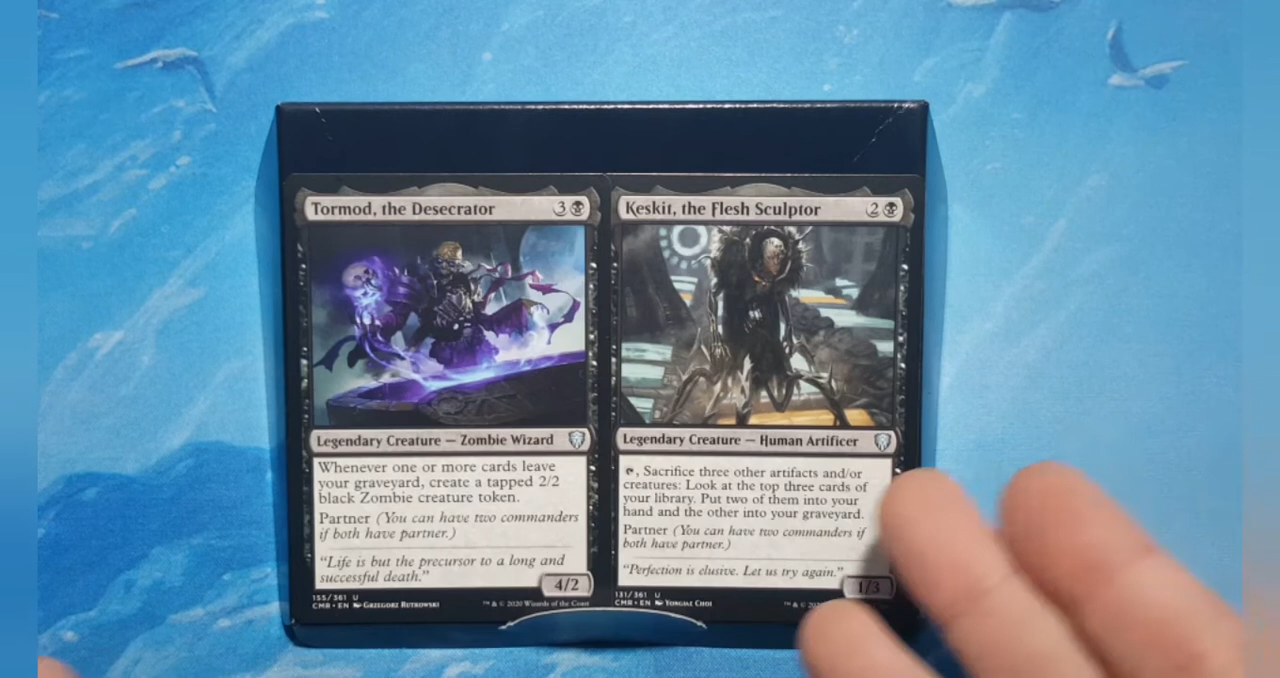 Tormod, the Desecrator 3
Legendary Creature — Zombie Wizard
Whenever one or more cards leave
your graveyard, create a tapped 2/2
black Zombie creature token.
Partner (You can have two commanders
if both have partner.)
“Life is but the precursor to a long and
successful death.”
4/2
155/361 U
CMR • EN Grzegorz Rutkowski
™ & © 2020 Wizards of the Coast
Keskit, the Flesh Sculptor 2
Legendary Creature — Human Artificer
, Sacrifice three other artifacts and/or
creatures: Look at the top three cards of
your library. Put two of them into your
hand and the other into your graveyard.
Partner (You can have two commanders if
both have partner.)
“Perfection is elusive. Let us try again.”
1/3
131/361 U
CMR • EN Yongjae Choi
™ & ©